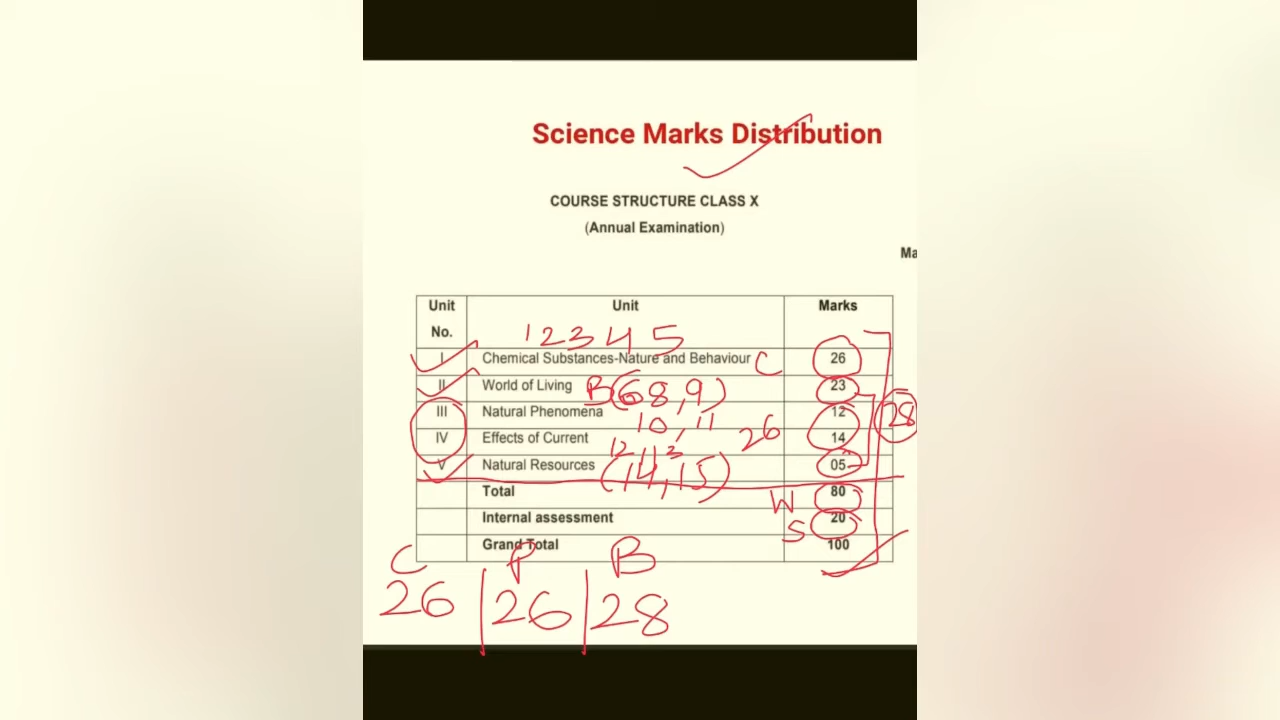 Science Marks Distribution
COURSE STRUCTURE CLASS X
(Annual Examination)
Ma
Unit No. Unit Marks
1 2 3 4 5
I Chemical Substances-Nature and Behaviour C 26
II World of Living B (6 8, 9) 23
III Natural Phenomena 12 28
10, 11
IV Effects of Current 26 14
12
V Natural Resources (14, 15) 05
Total W 80
Internal assessment S 20
Grand Total 100
C P B
26 26 28